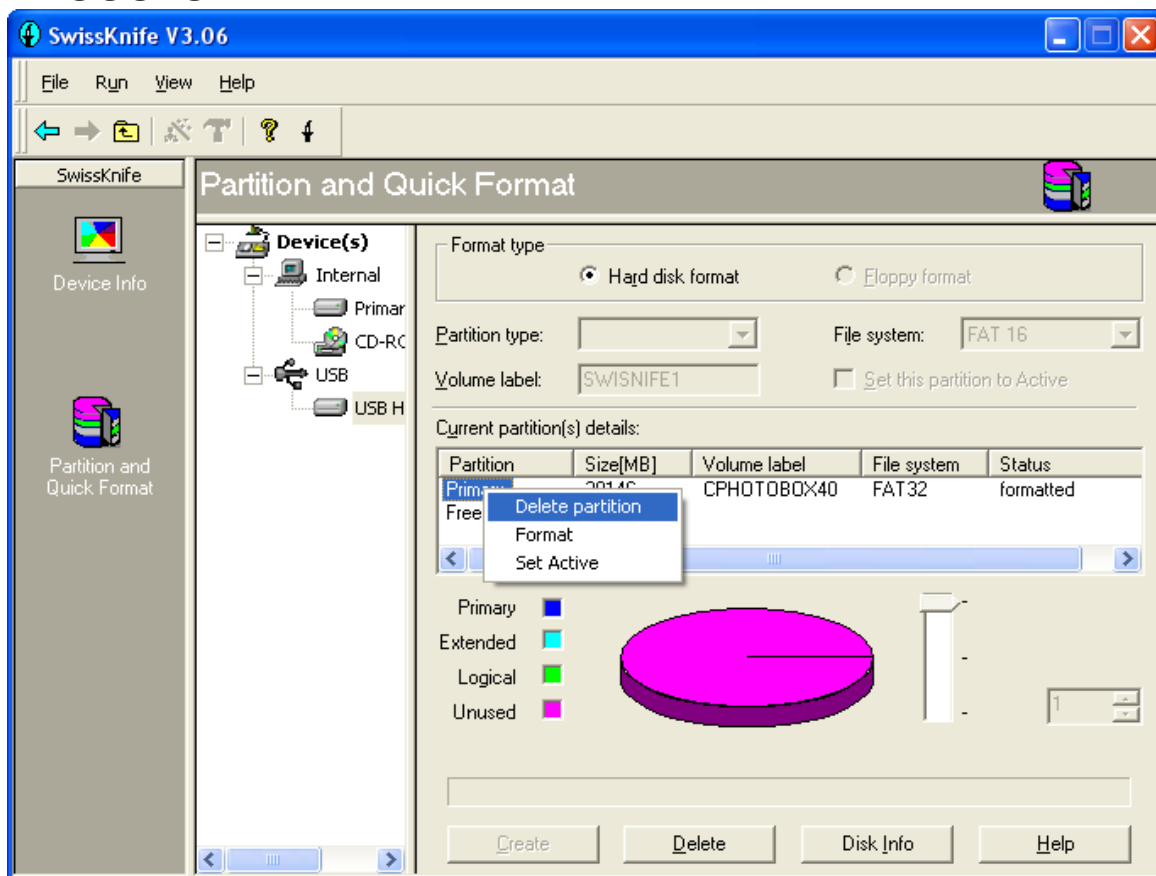 SwissKnife V3.06
File Run View Help
SwissKnife
Partition and Quick Format
Device Info
Partition and
Quick Format
Device(s)
Internal
Primar
CD-RC
USB
USB H
Format type
Hard disk format Floppy format
Partition type: File system: FAT 16
Volume label: SWISNIFE1 Set this partition to Active
Current partition(s) details:
Partition Size[MB] Volume label File system Status
CPHOTOBOX40 FAT32 formatted
Free
Delete partition
Format
Set Active
Primary
Extended
Logical
Unused
1
Create Delete Disk Info Help